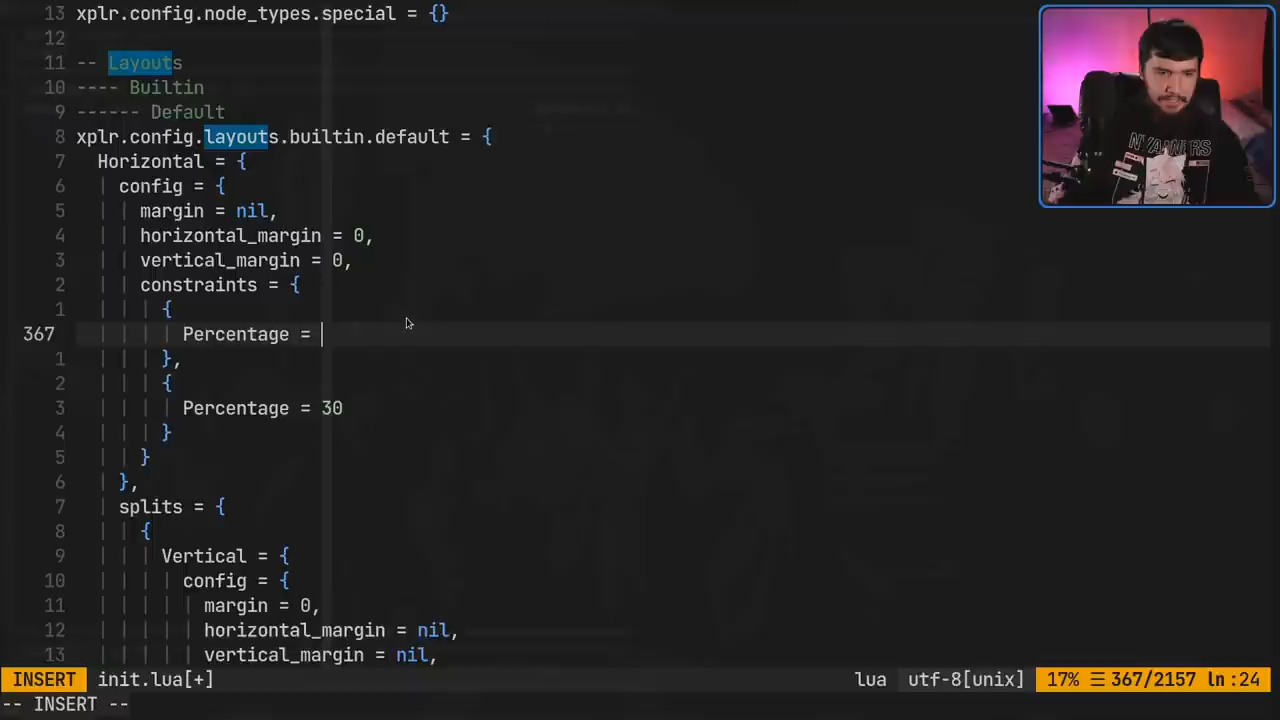 13 xplr.config.node_types.special = {}
12
11 -- Layouts
10 ---- Builtin
9 ------ Default
8 xplr.config.layouts.builtin.default = {
7 Horizontal = {
6 config = {
5 margin = nil,
4 horizontal_margin = 0,
3 vertical_margin = 0,
2 constraints = {
1 {
367 Percentage =
1 },
2 {
3 Percentage = 30
4 }
5 }
6 },
7 splits = {
8 {
9 Vertical = {
10 config = {
11 margin = 0,
12 horizontal_margin = nil,
13 vertical_margin = nil,
INSERT init.lua[+] lua utf-8[unix] 17% ☰ 367/2157 ln :24
-- INSERT --